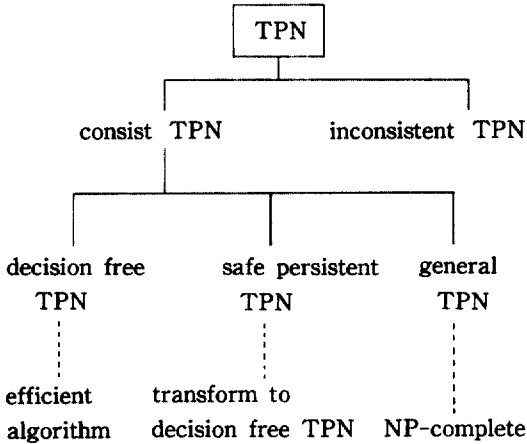 TPN
consist TPN
inconsistent TPN
decision free
TPN
safe persistent
TPN
general
TPN
efficient
algorithm
transform to
decision free TPN
NP-complete